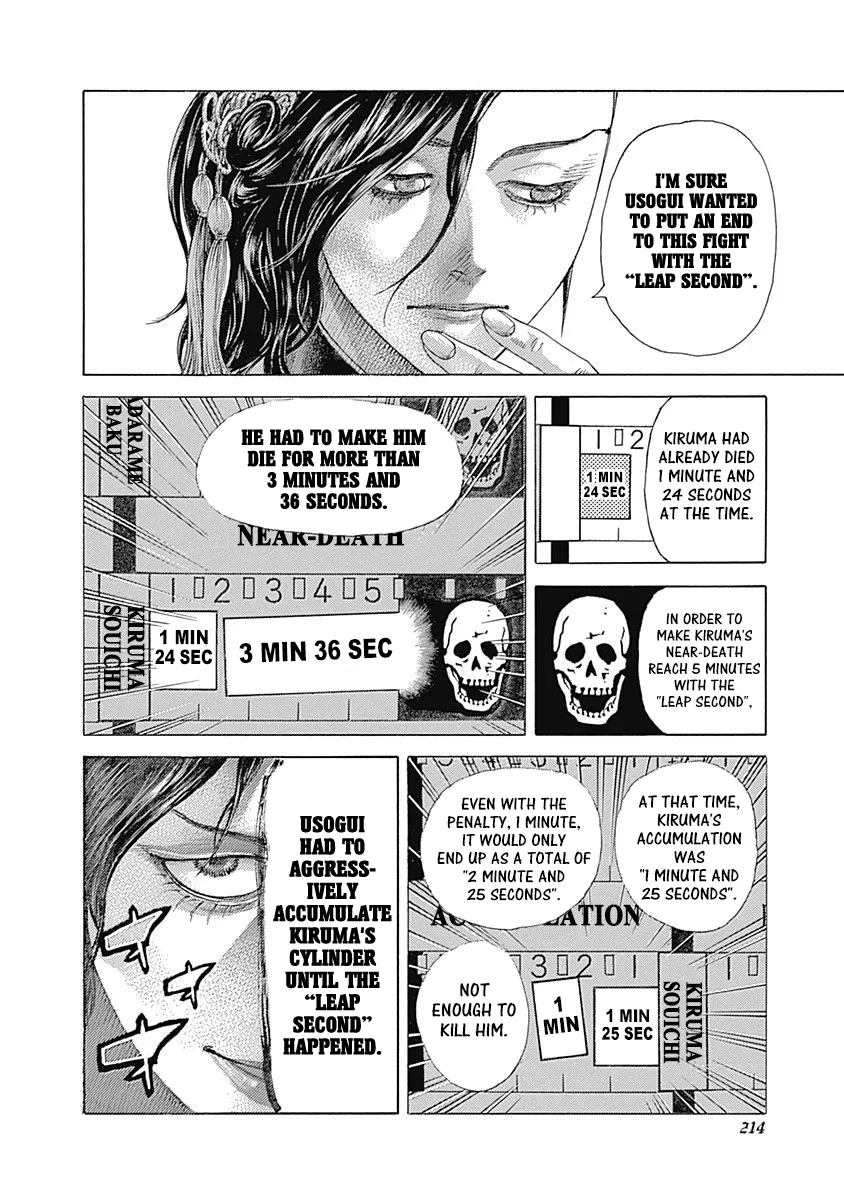 I'M SURE
USOGUI WANTED
TO PUT AN END
TO THIS FIGHT
WITH THE
"LEAP SECOND".
1 2
1 MIN
24 SEC
KIRUMA HAD
ALREADY DIED
1 MINUTE AND
24 SECONDS
AT THE TIME.
IN ORDER TO
MAKE KIRUMA'S
NEAR-DEATH
REACH 5 MINUTES
WITH THE
"LEAP SECOND",
HE HAD TO MAKE HIM
DIE FOR MORE THAN
3 MINUTES AND
36 SECONDS.
ADARAME
BAKU
NEAR-DEATH
1 2 3 4 5
KIRUMA
SOUICHI
1 MIN
24 SEC
3 MIN 36 SEC
AT THAT TIME,
KIRUMA'S
ACCUMULATION
WAS
"1 MINUTE AND
25 SECONDS".
EVEN WITH THE
PENALTY, 1 MINUTE,
IT WOULD ONLY
END UP AS A TOTAL OF
"2 MINUTE AND
25 SECONDS".
3 2 1 1
1
MIN
1 MIN
25 SEC
KIRUMA
SOUICHI
NOT
ENOUGH TO
KILL HIM.
USOGUI
HAD TO
AGGRESS-
IVELY
ACCUMULATE
KIRUMA'S
CYLINDER
UNTIL THE
"LEAP
SECOND"
HAPPENED.
214